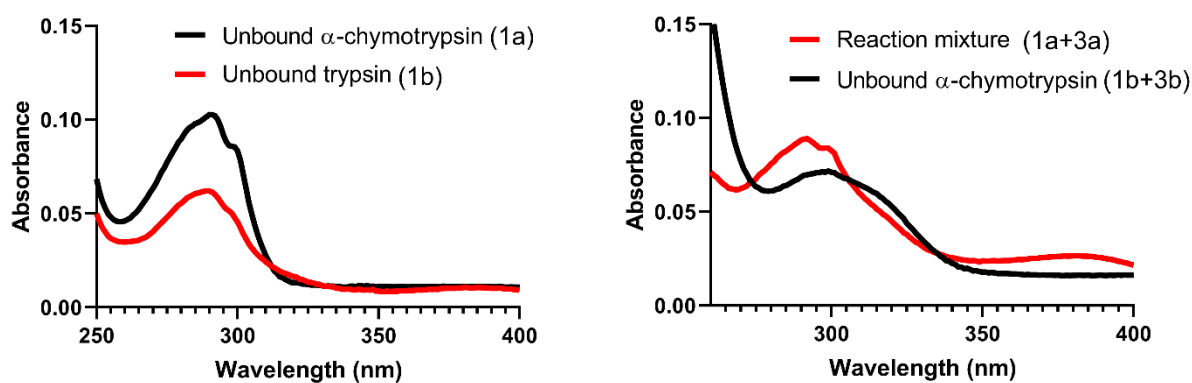 0.15
0.10
0.05
0.00
Absorbance
Unbound α-chymotrypsin (1a)
Unbound trypsin (1b)
250
300
350
400
Wavelength (nm)
0.15
0.10
0.05
0.00
Absorbance
Reaction mixture (1a+3a)
Unbound α-chymotrypsin (1b+3b)
300
400
Wavelength (nm)